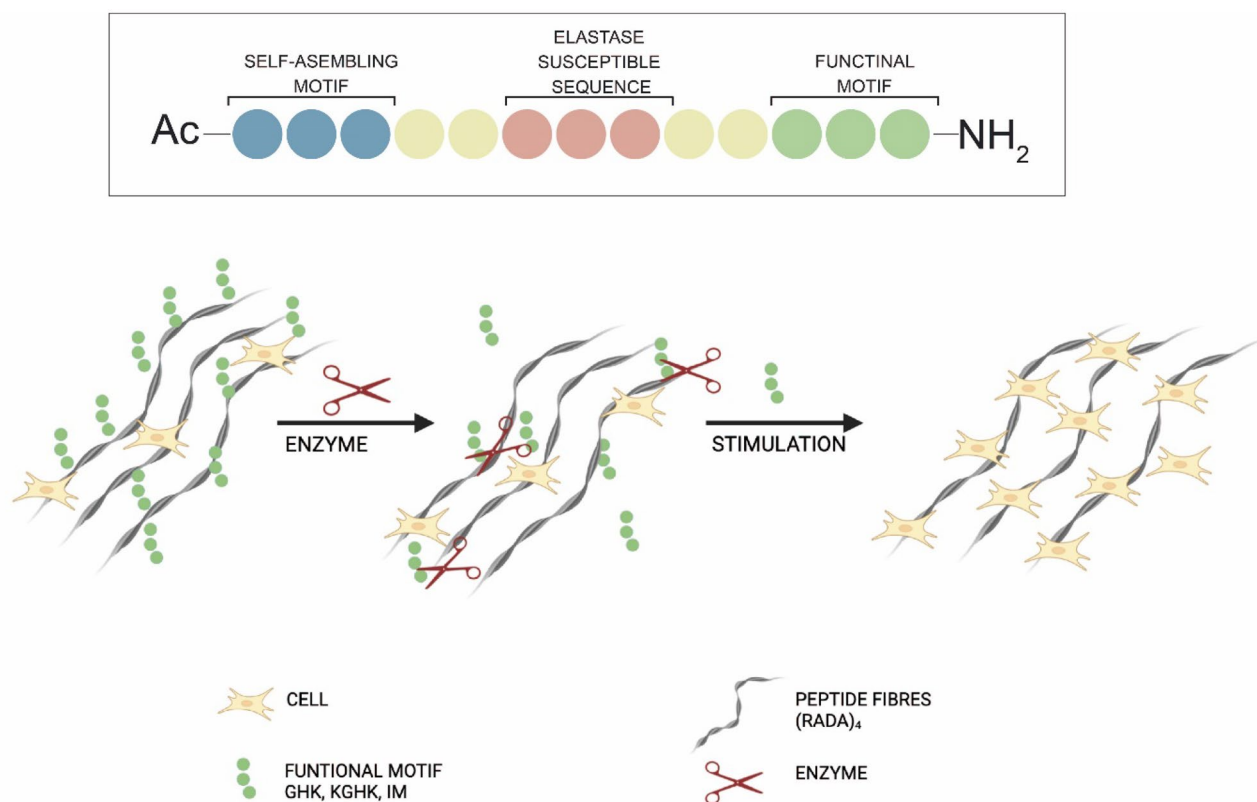 SELF-ASEMBLING
MOTIF
ELASTASE
SUSCEPTIBLE
SEQUENCE
FUNCTINAL
MOTIF
Ac
NH₂
ENZYME
STIMULATION
CELL
FUNTIONAL MOTIF
GHK, KGHK, IM
PEPTIDE FIBRES
(RADA)₄
ENZYME